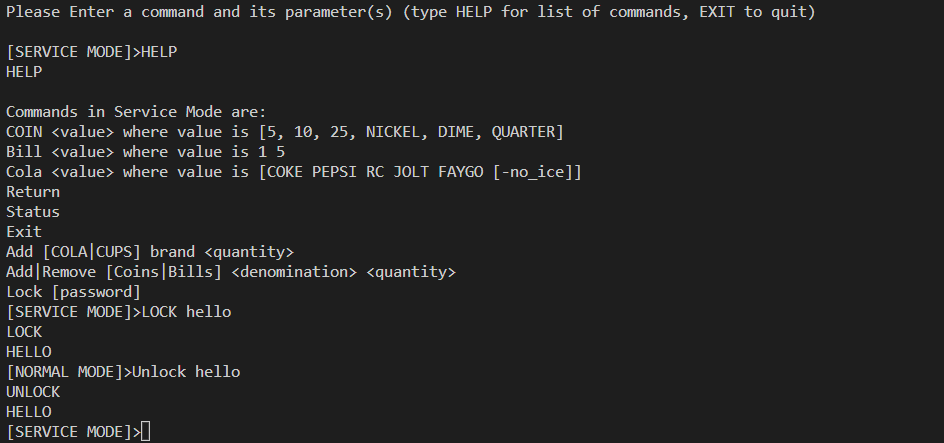 Please Enter a command and its parameter(s) (type HELP for list of commands, EXIT to quit)
[SERVICE MODE]>HELP
HELP
Commands in Service Mode are:
COIN <value> where value is [5, 10, 25, NICKEL, DIME, QUARTER]
Bill <value> where value is 1 5
Cola <value> where value is [COKE PEPSI RC JOLT FAYGO [-no_ice]]
Return
Status
Exit
Add [COLA|CUPS] brand <quantity>
Add|Remove [Coins|Bills] <denomination> <quantity>
Lock [password]
[SERVICE MODE]>LOCK hello
LOCK
HELLO
[NORMAL MODE]>Unlock hello
UNLOCK
HELLO
[SERVICE MODE]>